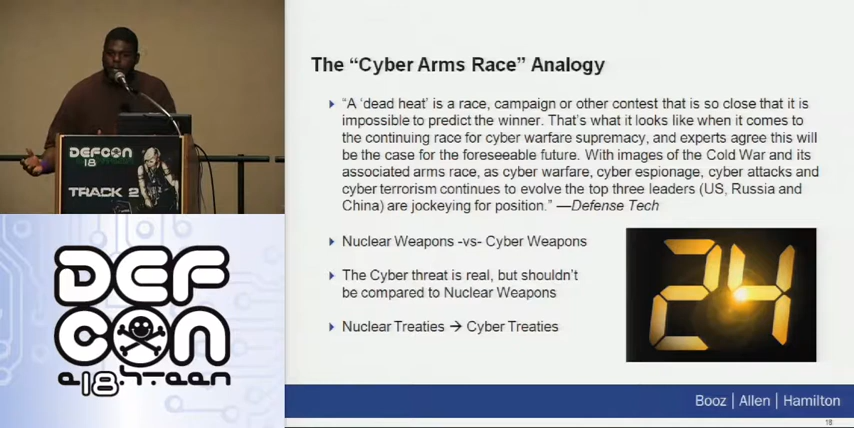 DEFCON
18
TRACK 2
DEF
CON
The “Cyber Arms Race” Analogy
“A ‘dead heat’ is a race, campaign or other contest that is so close that it is
impossible to predict the winner. That’s what it looks like when it comes to
the continuing race for cyber warfare supremacy, and experts agree this will
be the case for the foreseeable future. With images of the Cold War and its
associated arms race, as cyber warfare, cyber espionage, cyber attacks and
cyber terrorism continues to evolve the top three leaders (US, Russia and
China) are jockeying for position.” —Defense Tech
Nuclear Weapons -vs- Cyber Weapons
The Cyber threat is real, but shouldn’t
be compared to Nuclear Weapons
Nuclear Treaties → Cyber Treaties
24
Booz | Allen | Hamilton